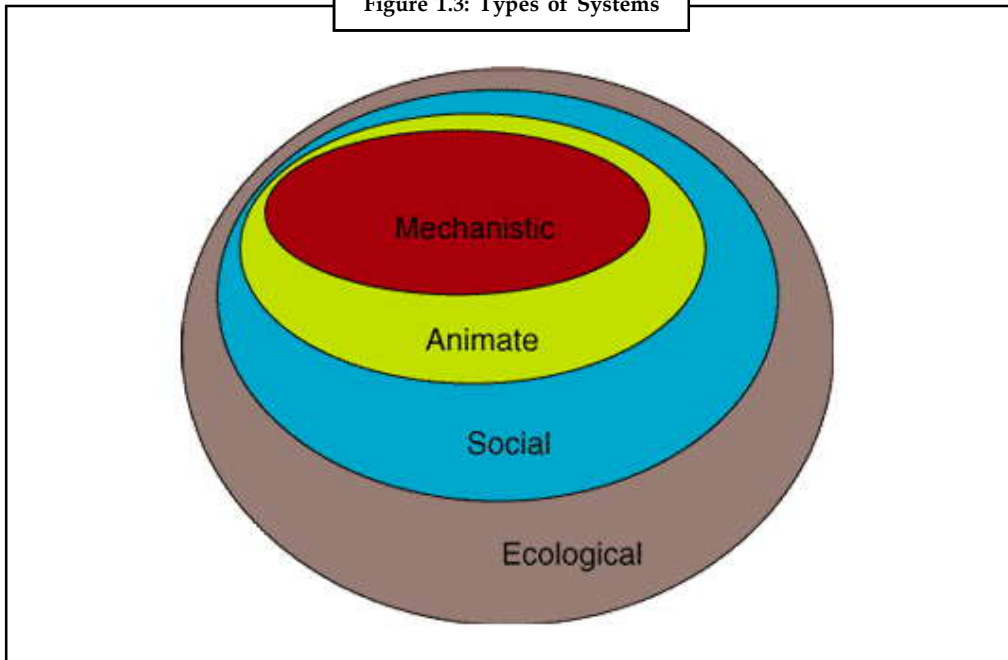 Figure 1.3: Types of Systems
Mechanistic
Animate
Social
Ecological